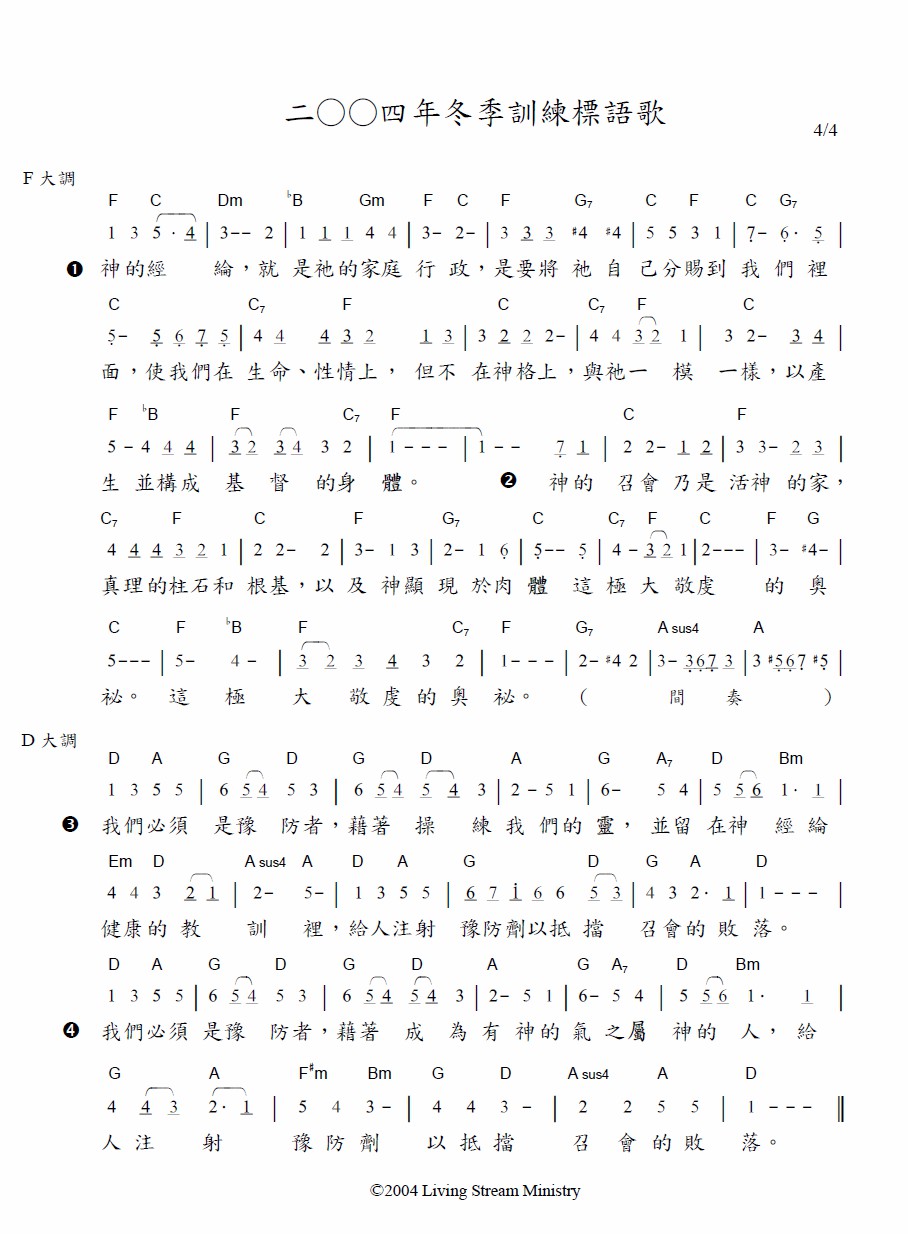 二〇〇四年冬季訓練標語歌
4/4
F 大調
F C Dm ♭B Gm F C F G7 C F C G7
1 3 5 · 4 | 3-- 2 | 1 1 1 4 4 | 3- 2- | 3 3 3 #4 #4 | 5 5 3 1 | 7- 6· 5 |
❶ 神的經 綸，就 是祂的家庭 行 政，是要將 祂 自 己分賜到 我 們 裡
C C7 F C C7 F C
5- 5 6 7 5 | 4 4 4 3 2 1 3 | 3 2 2 2- | 4 4 3 2 1 | 3 2- 3 4 |
面，使我們在 生命、性情上， 但不 在神格上，與祂一 模 一樣，以產
F ♭B F C7 F C F
5 - 4 4 4 | 3 2 3 4 3 2 | 1 - - - | 1 - - 7 1 | 2 2- 1 2 | 3 3- 2 3 |
生 並構成 基 督 的身 體。 ❷ 神的 召會 乃是 活神 的家，
C7 F C F G7 C C7 F C F G
4 4 4 3 2 1 | 2 2- 2 | 3- 1 3 | 2- 1 6 | 5-- 5 | 4 - 3 2 1 | 2--- | 3- #4- |
真理的柱石和 根基，以 及 神顯 現 於肉 體 這 極 大 敬虔 的 奧
C F ♭B F C7 F G7 A sus4 A
5--- | 5- 4 - | 3 2 3 4 3 2 | 1- - - | 2- #4 2 | 3- 3 6 7 3 | 3 #5 6 7 #5 |
祕。 這 極 大 敬 虔 的 奧 祕。 （ 間 奏 ）
D 大調
D A G D G D A G A7 D Bm
1 3 5 5 | 6 5 4 5 3 | 6 5 4 5 4 3 | 2 - 5 1 | 6- 5 4 | 5 5 6 1· 1 |
❸ 我們必須 是豫 防者，藉著 操 練 我 們的 靈， 並留 在神 經綸
Em D A sus4 A D A G D G A D
4 4 3 2 1 | 2- 5- | 1 3 5 5 | 6 7 i 6 6 5 3 | 4 3 2· 1 | 1 - - - |
健康的 教 訓 裡，給人注射 豫防劑以抵 擋 召會的 敗 落。
D A G D G D A G A7 D Bm
1 3 5 5 | 6 5 4 5 3 | 6 5 4 5 4 3 | 2- 5 1 | 6- 5 4 | 5 5 6 1· 1 |
❹ 我們必須 是豫 防者，藉著 成 為 有 神的 氣 之屬 神的 人，給
G A F#m Bm G D A sus4 A D
4 4 3 2· 1 | 5 4 3 - | 4 4 3 - | 2 2 5 5 | 1 - - - ‖
人 注 射 豫 防 劑 以 抵 擋 召 會 的 敗 落。
©2004 Living Stream Ministry